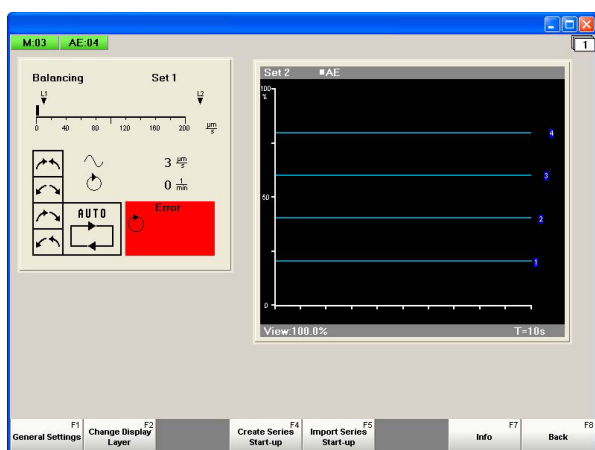 M:03 AE:04
1
Balancing Set 1
L1 L2
0 40 80 120 160 200 µm/s
3 µm/s
0 1/min
AUTO
Error
Set 2 ■AE
100
%
4
3
50
2
1
0
View:100.0% T=10s
F1 F2 F4 F5 F7 F8
General Settings Change Display Layer Create Series Start-up Import Series Start-up Info Back